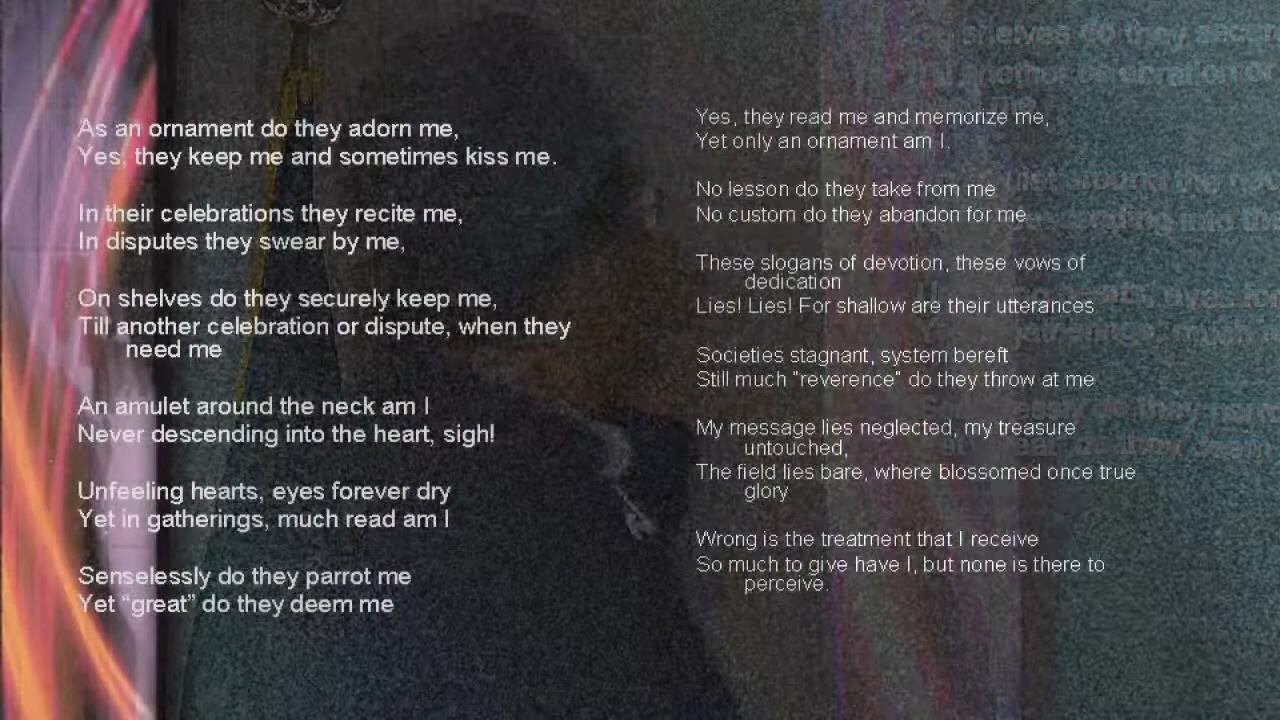 As an ornament do they adorn me,
Yes, they keep me and sometimes kiss me.
In their celebrations they recite me,
In disputes they swear by me,
On shelves do they securely keep me,
Till another celebration or dispute, when they
need me
An amulet around the neck am I
Never descending into the heart, sigh!
Unfeeling hearts, eyes forever dry
Yet in gatherings, much read am I
Senselessly do they parrot me
Yet “great” do they deem me
Yes, they read me and memorize me,
Yet only an ornament am I.
No lesson do they take from me
No custom do they abandon for me
These slogans of devotion, these vows of
dedication
Lies! Lies! For shallow are their utterances
Societies stagnant, system bereft
Still much “reverence” do they throw at me
My message lies neglected, my treasure
untouched,
The field lies bare, where blossomed once true
glory
Wrong is the treatment that I receive
So much to give have I, but none is there to
perceive.
shelves do they secur